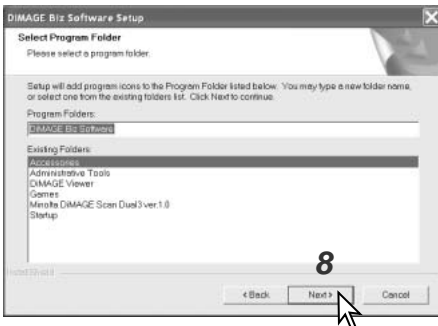 DiMAGE Biz Software Setup
Select Program Folder
Please select a program folder.
Setup will add program icons to the Program Folder listed below. You may type a new folder name,
or select one from the existing folders list. Click Next to continue.
Program Folders:
DiMAGE Biz Software
Existing Folders:
Accessories
Administrative Tools
DiMAGE Viewer
Games
Minolta DiMAGE Scan Dual3 ver.1.0
Startup
InstallShield
8
< Back
Next >
Cancel